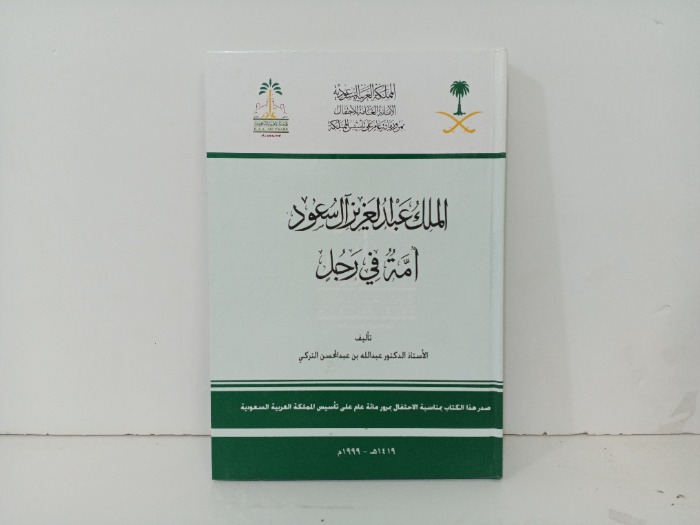 المملكة العربية السعودية
الأمانة العامة للاحتفال
بمرور مائة عام على تأسيس المملكة
الملك عبد العزيز آل سعود
أمة في رجل
تأليف
الأستاذ الدكتور عبدالله بن عبدالمحسن التركي
صدر هذا الكتاب بمناسبة الاحتفال بمرور مائة عام على تأسيس المملكة العربية السعودية
١٤١٩هـ - ١٩٩٩م